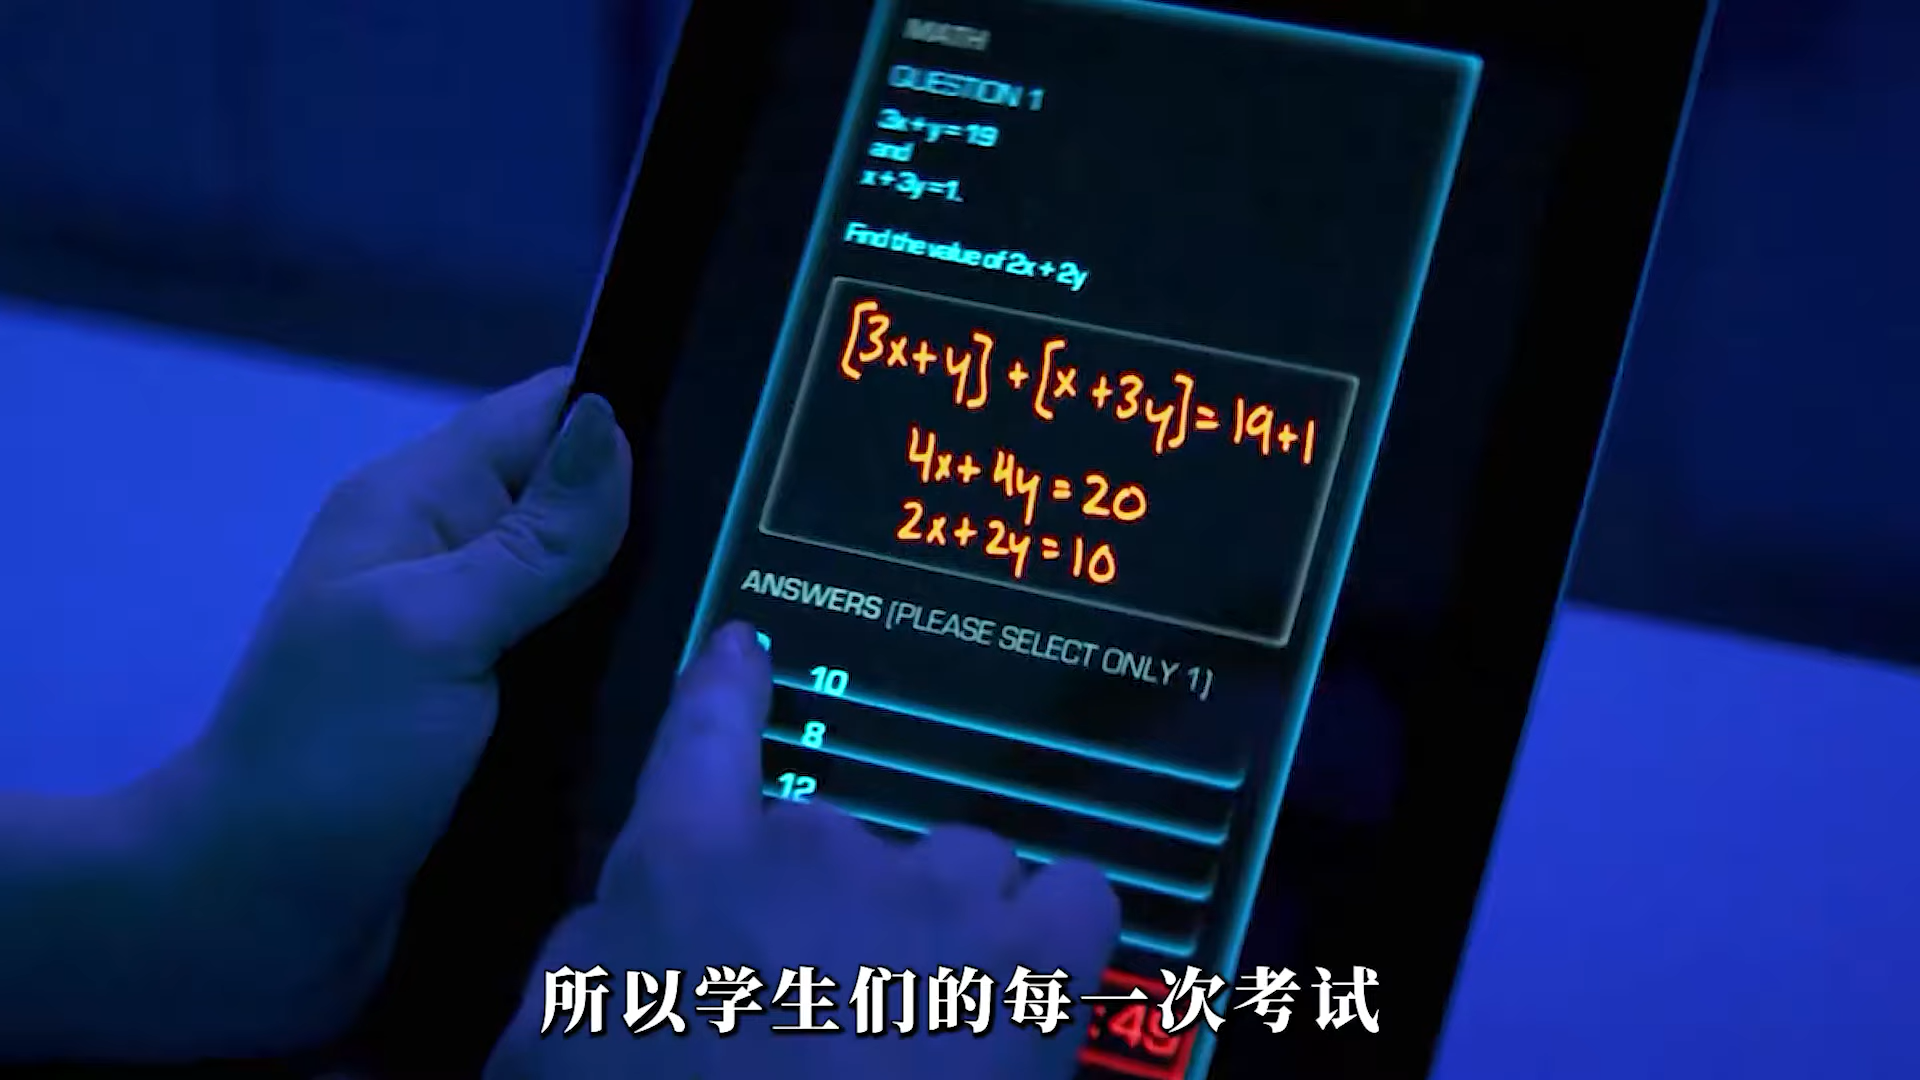 MATH
QUESTION 1
3x+y=19
and
x+3y=1.
Find the value of 2x+2y
[3x+y]+[x+3y]=19+1
4x+4y=20
2x+2y=10
ANSWERS (PLEASE SELECT ONLY 1)
10
8
12
所以学生们的每一次考试
:49